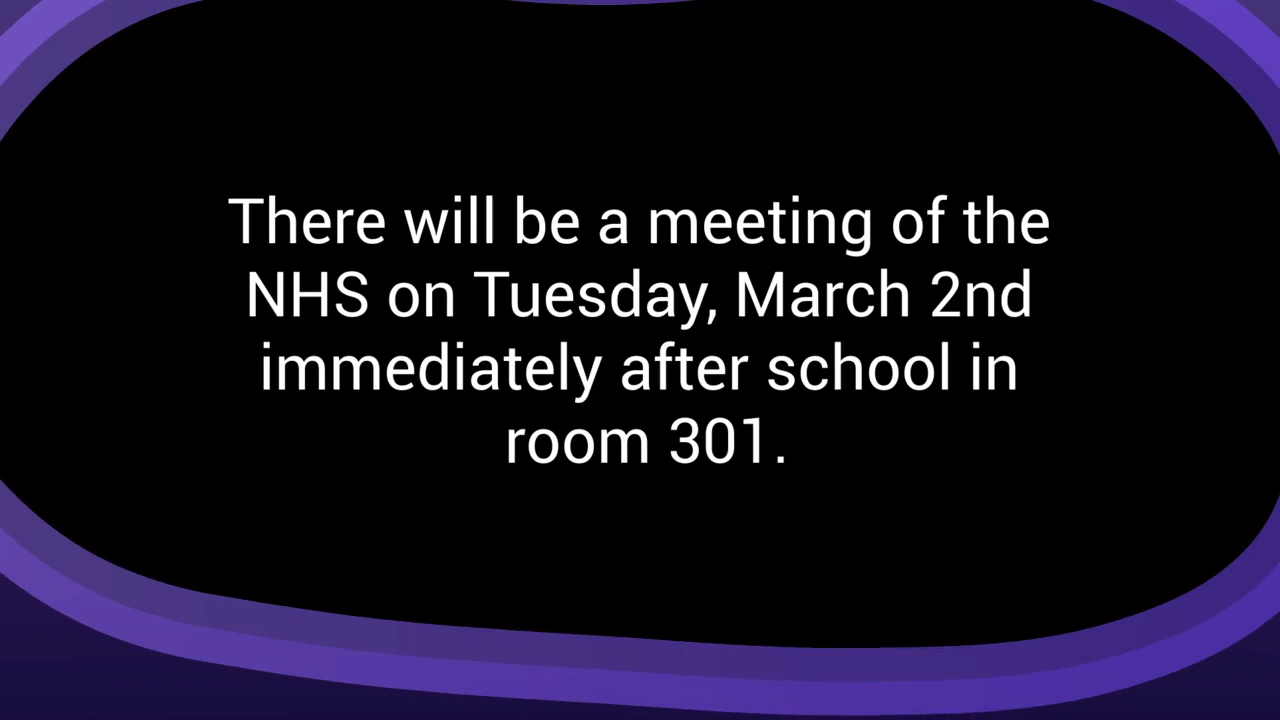 There will be a meeting of the
NHS on Tuesday, March 2nd
immediately after school in
room 301.